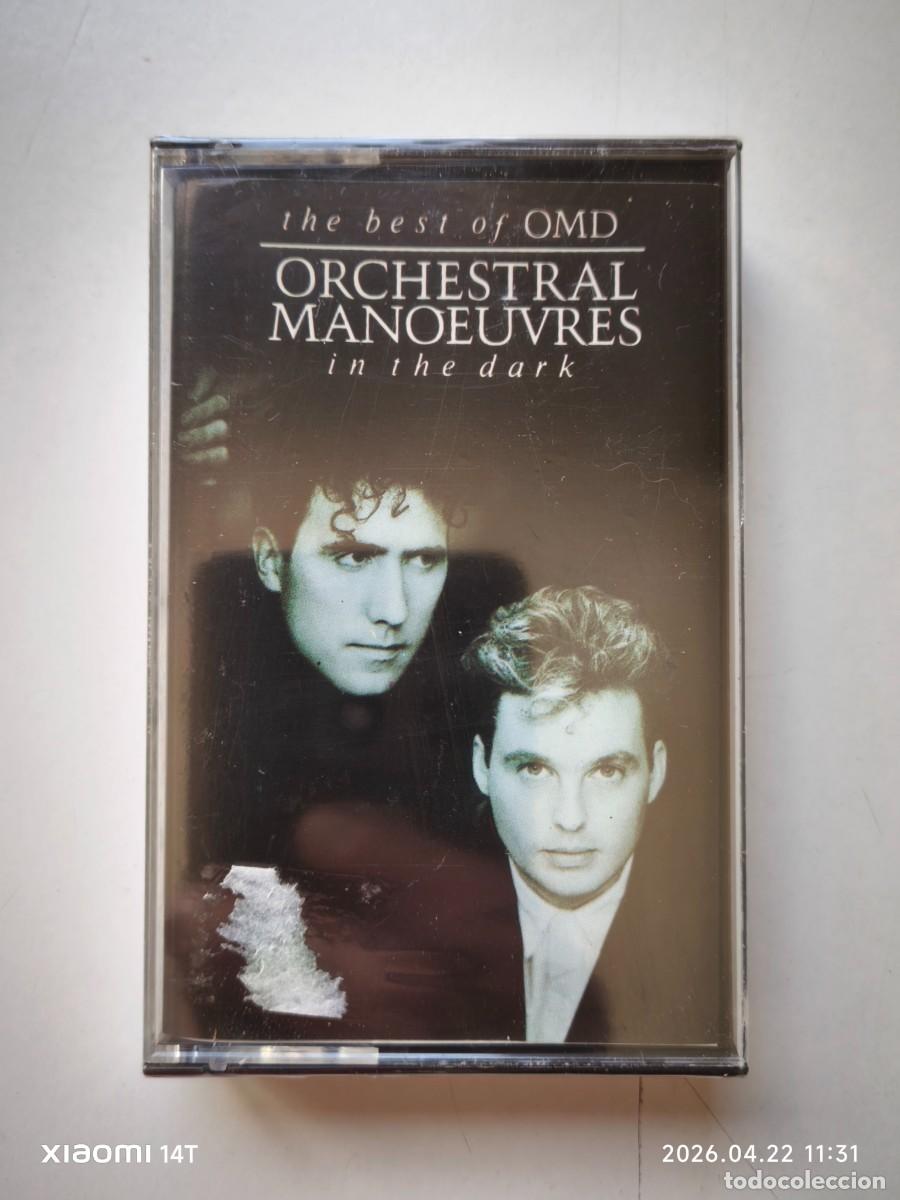 the best of OMD
ORCHESTRAL
MANOEUVRES
in the dark
xiaomi 14T
2026.04.22 11:31
todocoleccion